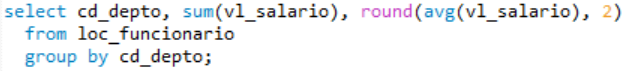 select cd_depto, sum(vl_salario), round(avg(vl_salario), 2)
from loc_funcionario
group by cd_depto;